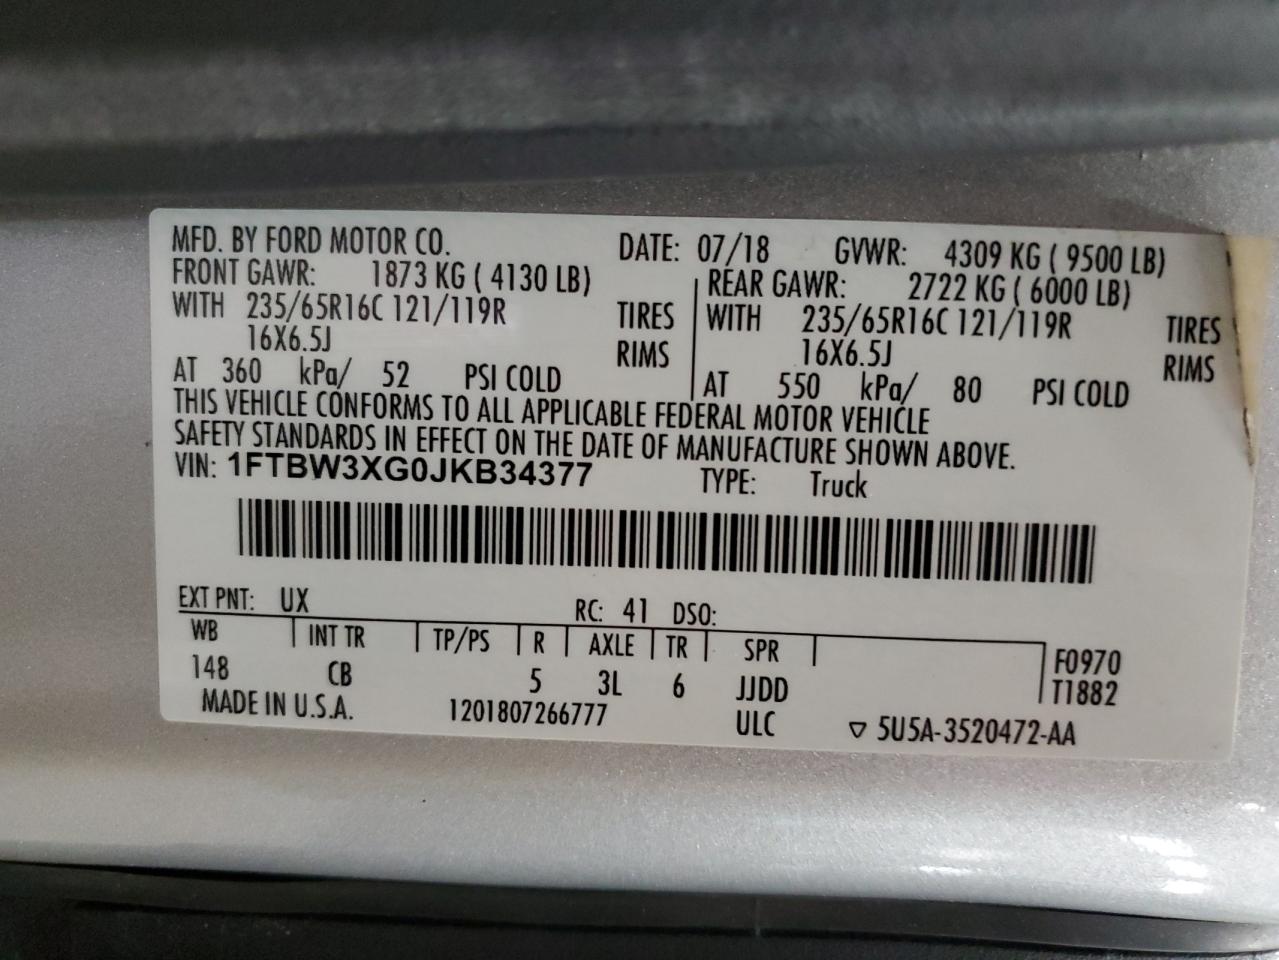 MFD. BY FORD MOTOR CO. DATE: 07/18 GVWR: 4309 KG ( 9500 LB)
FRONT GAWR: 1873 KG ( 4130 LB) REAR GAWR: 2722 KG ( 6000 LB)
WITH 235/65R16C 121/119R TIRES WITH 235/65R16C 121/119R TIRES
16X6.5J RIMS 16X6.5J RIMS
AT 360 kPa/ 52 PSI COLD AT 550 kPa/ 80 PSI COLD
THIS VEHICLE CONFORMS TO ALL APPLICABLE FEDERAL MOTOR VEHICLE
SAFETY STANDARDS IN EFFECT ON THE DATE OF MANUFACTURE SHOWN ABOVE.
VIN: 1FTBW3XG0JKB34377 TYPE: Truck
EXT PNT: UX RC: 41 DSO:
WB INT TR TP/PS R AXLE TR SPR F0970
148 CB 5 3L 6 JJDD T1882
MADE IN U.S.A. 1201807266777 ULC ▽ 5U5A-3520472-AA